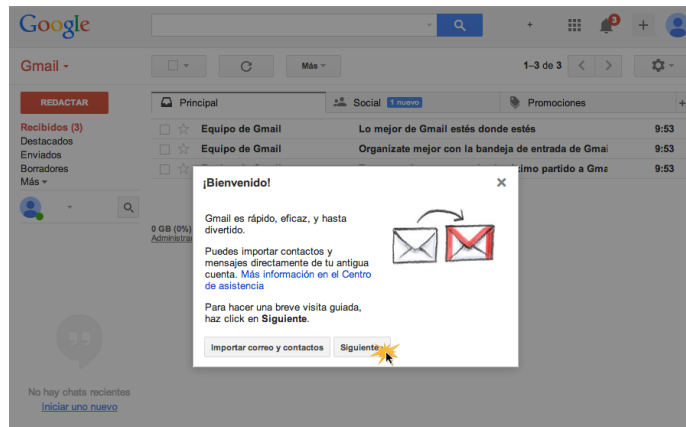 Google
+
3
+
Gmail
Más
1–3 de 3
REDACTAR
Principal
Social 1 nuevo
Promociones
+
Recibidos (3)
Destacados
Enviados
Borradores
Más
Equipo de Gmail Lo mejor de Gmail estés donde estés 9:53
Equipo de Gmail Organízate mejor con la bandeja de entrada de Gmai 9:53
ximo partido a Gma 9:53
0 GB (0%)
Administrar
¡Bienvenido!
Gmail es rápido, eficaz, y hasta
divertido.
Puedes importar contactos y
mensajes directamente de tu antigua
cuenta. Más información en el Centro
de asistencia
Para hacer una breve visita guiada,
haz click en Siguiente.
Importar correo y contactos
Siguiente
No hay chats recientes
Iniciar uno nuevo